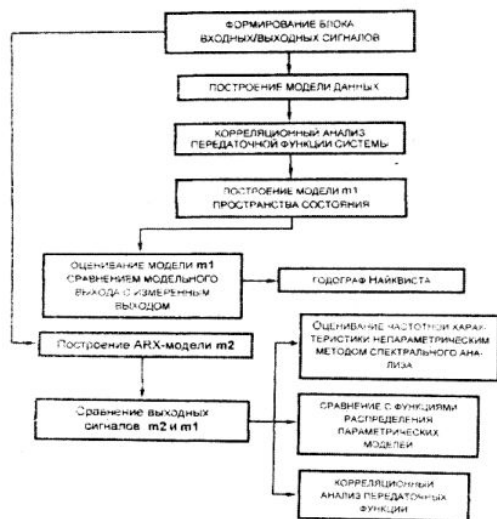 ФОРМИРОВАНИЕ БЛОКА
ВХОДНЫХ/ВЫХОДНЫХ СИГНАЛОВ
ПОСТРОЕНИЕ МОДЕЛИ ДАННЫХ
КОРРЕЛЯЦИОННЫЙ АНАЛИЗ
ПЕРЕДАТОЧНОЙ ФУНКЦИИ СИСТЕМЫ
ПОСТРОЕНИЕ МОДЕЛИ m1
ПРОСТРАНСТВА СОСТОЯНИЯ
ОЦЕНИВАНИЕ МОДЕЛИ m1
СРАВНЕНИЕМ МОДЕЛЬНОГО
ВЫХОДА С ИЗМЕРЕННЫМ
ВЫХОДОМ
ГОДОГРАФ НАЙКВИСТА
Построение ARX-модели m2
Сравнение выходных
сигналов m2 и m1
ОЦЕНИВАНИЕ ЧАСТОТНОЙ ХАРАК-
ТЕРИСТИКИ НЕПАРАМЕТРИЧЕСКИМ
МЕТОДОМ СПЕКТРАЛЬНОГО АНА-
ЛИЗА
СРАВНЕНИЕ С ФУНКЦИЯМИ
РАСПРЕДЕЛЕНИЯ
ПАРАМЕТРИЧЕСКИХ
МОДЕЛЕЙ
КОРРЕЛЯЦИОННЫЙ
АНАЛИЗ ПЕРЕДАТОЧНЫХ
ФУНКЦИИ